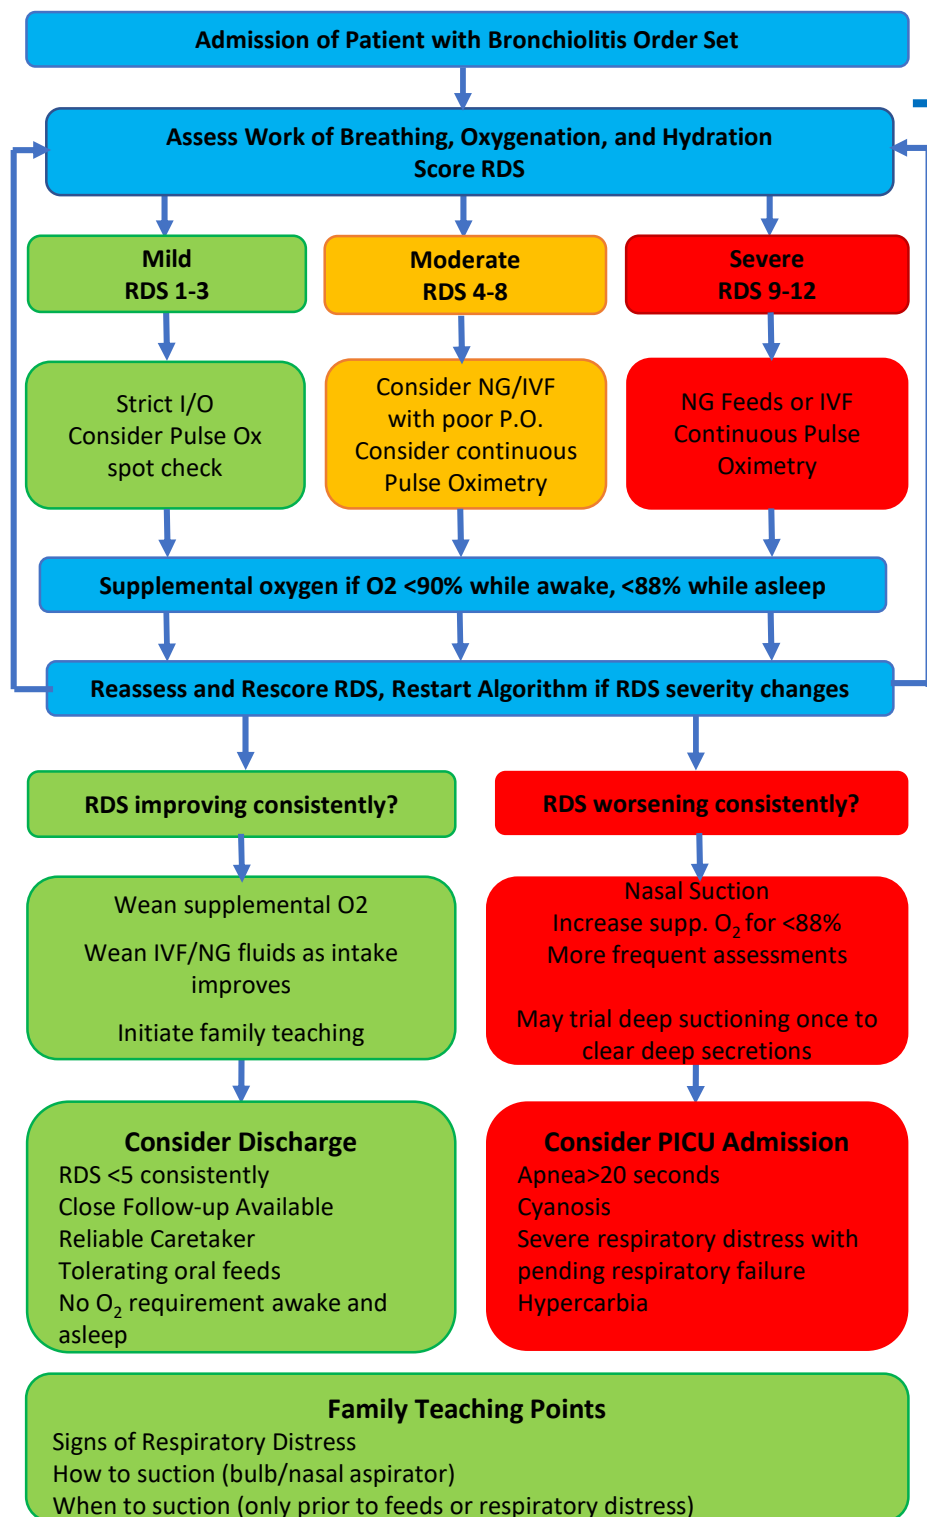 Admission of Patient with Bronchiolitis Order Set
Assess Work of Breathing, Oxygenation, and Hydration
Score RDS
Mild
RDS 1-3
Moderate
RDS 4-8
Severe
RDS 9-12
Strict I/O
Consider Pulse Ox
spot check
Consider NG/IVF
with poor P.O.
Consider continuous
Pulse Oximetry
NG Feeds or IVF
Continuous Pulse
Oximetry
Supplemental oxygen if O2 <90% while awake, <88% while asleep
Reassess and Rescore RDS, Restart Algorithm if RDS severity changes
RDS improving consistently?
RDS worsening consistently?
Wean supplemental O2
Wean IVF/NG fluids as intake
improves
Initiate family teaching
Nasal Suction
Increase supp. O₂ for <88%
More frequent assessments
May trial deep suctioning once to
clear deep secretions
Consider Discharge
RDS <5 consistently
Close Follow-up Available
Reliable Caretaker
Tolerating oral feeds
No O₂ requirement awake and
asleep
Consider PICU Admission
Apnea>20 seconds
Cyanosis
Severe respiratory distress with
pending respiratory failure
Hypercarbia
Family Teaching Points
Signs of Respiratory Distress
How to suction (bulb/nasal aspirator)
When to suction (only prior to feeds or respiratory distress)